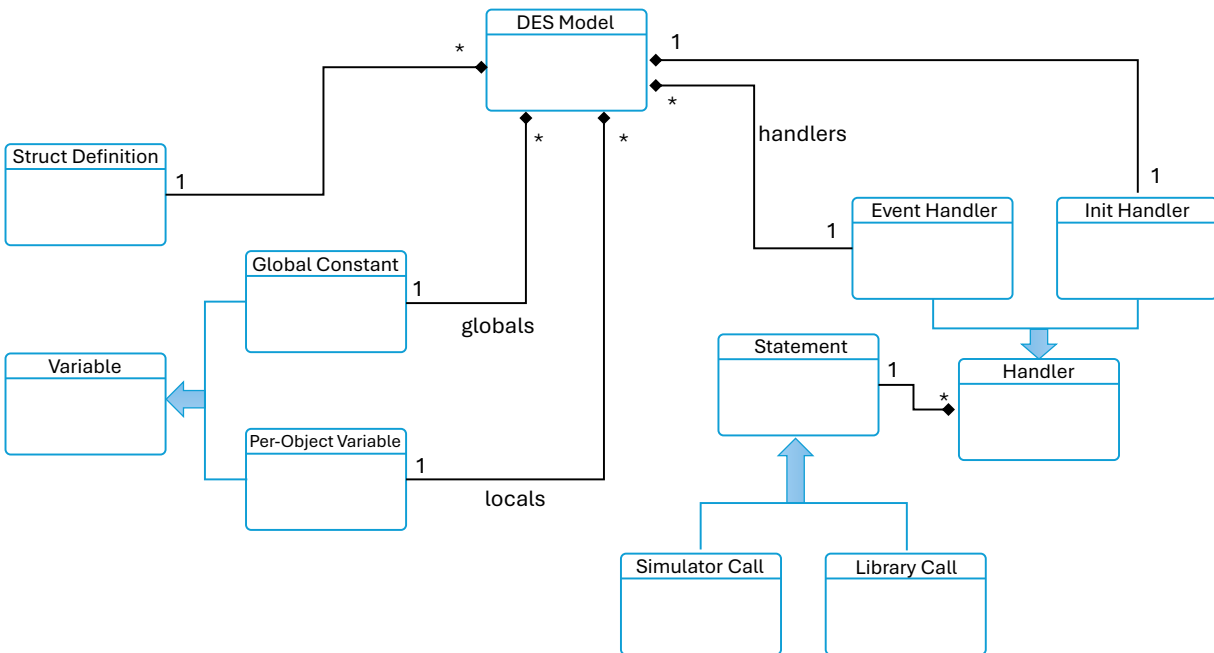 DES Model
*
1
*
handlers
*
*
Struct Definition
1
1
Event Handler
Init Handler
1
Global Constant
1
globals
Statement
Variable
1
Handler
*
Per-Object Variable
1
locals
Simulator Call
Library Call